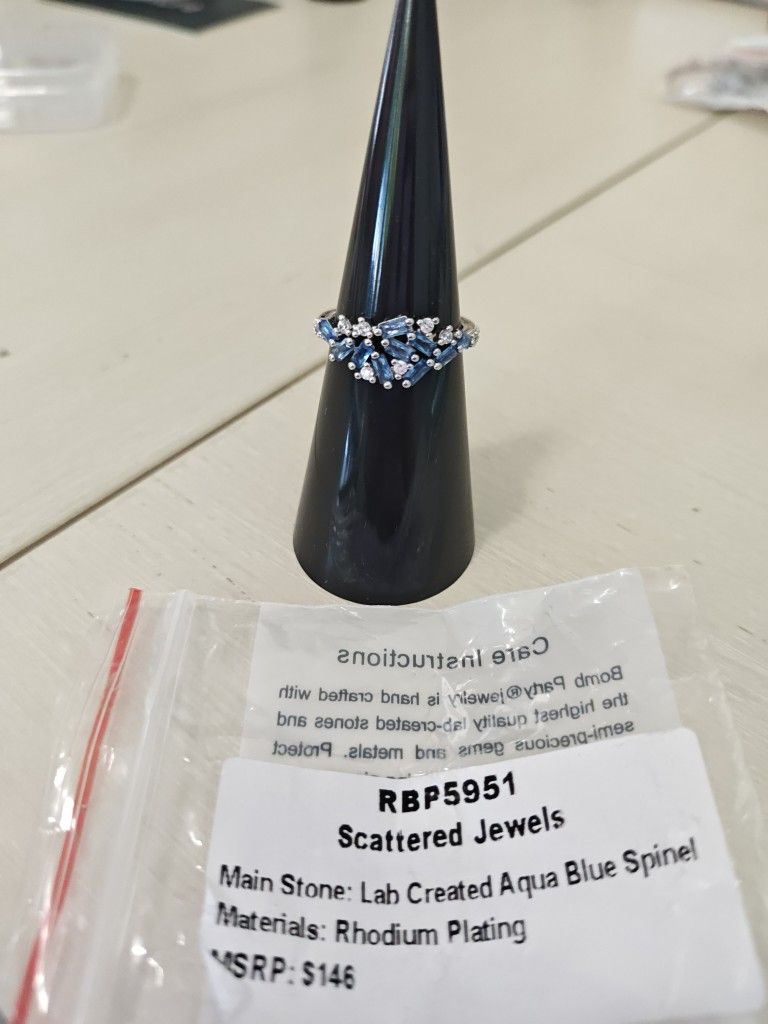 Care Instructions
Bomb Party® jewelry is hand crafted with
the highest quality lab-created stones and
semi-precious gems and metals. Protect
RBP5951
Scattered Jewels
Main Stone: Lab Created Aqua Blue Spinel
Materials: Rhodium Plating
MSRP: $146